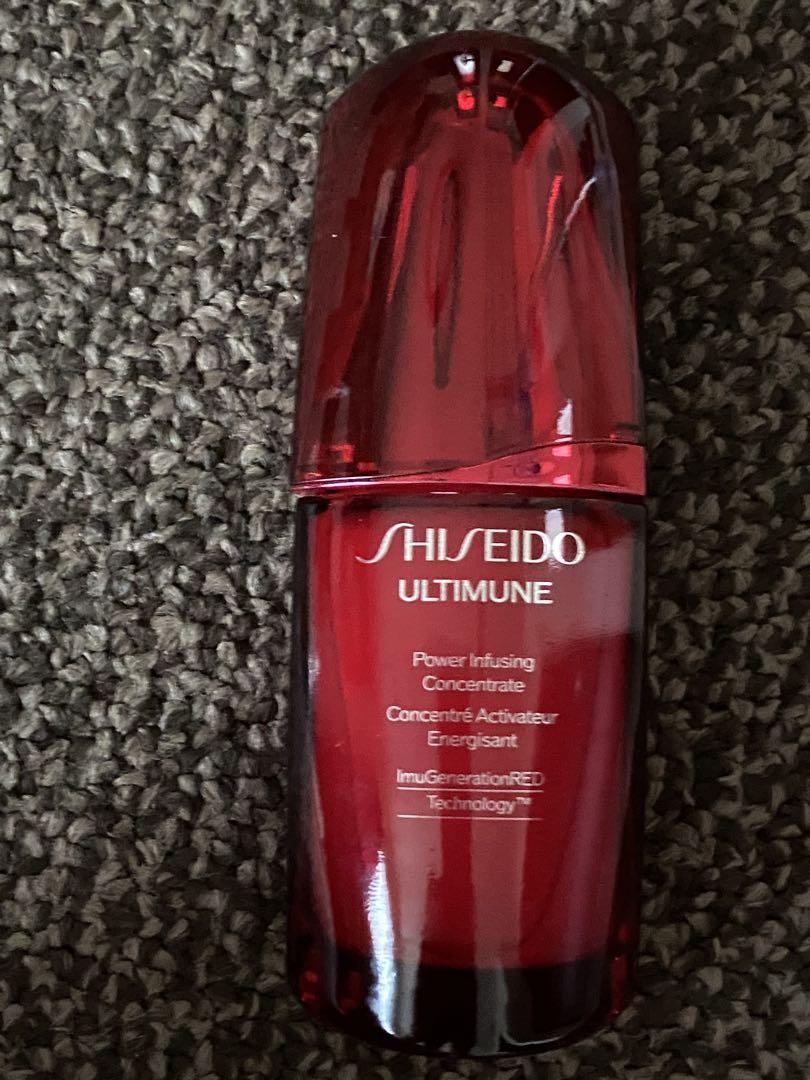 SHISEIDO
ULTIMUNE
Power Infusing
Concentrate
Concentré Activateur
Energisant
ImuGenerationRED
Technology™